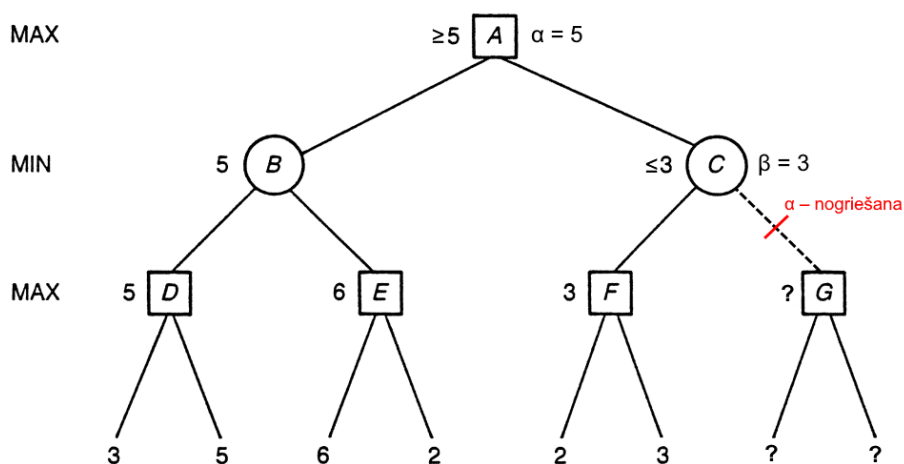 MAX ≥5 A α = 5
MIN 5 B ≤3 C β = 3
α – nogriešana
MAX 5 D 6 E 3 F ? G
3 5 6 2 2 3 ? ?